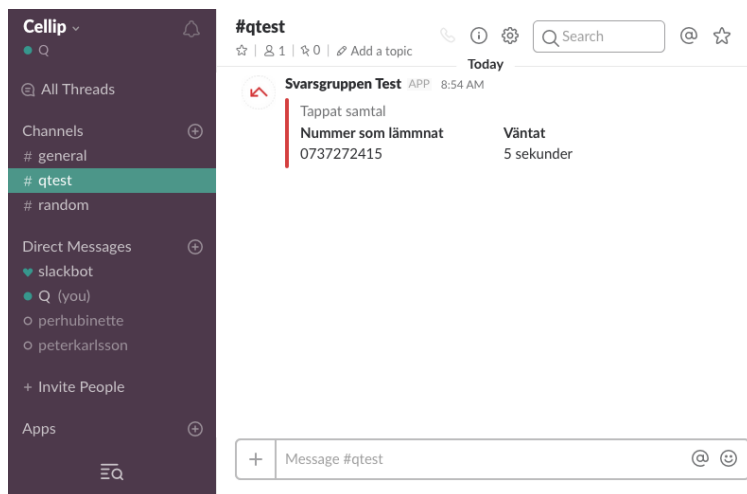 Cellip
Q
All Threads
Channels
# general
# qtest
# random
Direct Messages
slackbot
Q (you)
perhubinette
peterkarlsson
+ Invite People
Apps
#qtest
1 | 0 | Add a topic
Search
Today
Svarsgruppen Test APP 8:54 AM
Tappat samtal
Nummer som lämmnat Väntat
0737272415 5 sekunder
+ Message #qtest @